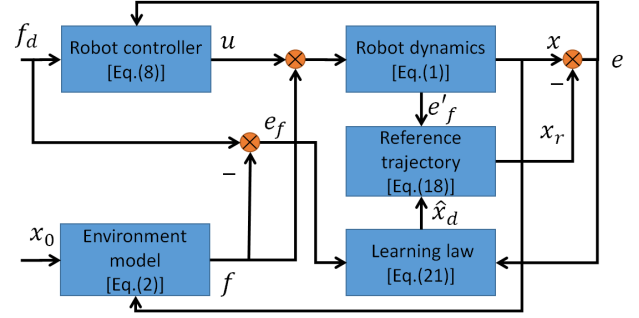 f_d
Robot controller
[Eq.(8)]
u
Robot dynamics
[Eq.(1)]
x
−
e
e_f
−
e'_f
Reference
trajectory
[Eq.(18)]
x_r
x̂_d
x_0
Environment
model
[Eq.(2)]
f
Learning law
[Eq.(21)]